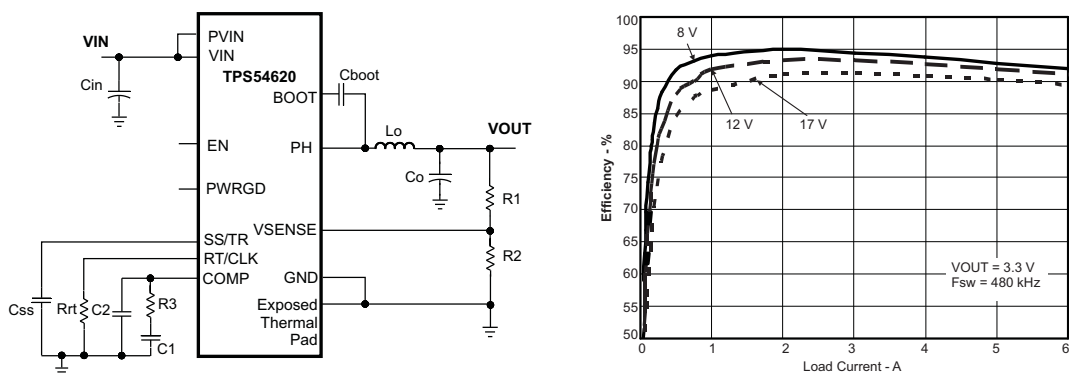 VIN
PVIN
VIN
TPS54620
Cin
Cboot
BOOT
VOUT
Lo
EN
PH
Co
PWRGD
R1
VSENSE
SS/TR
R2
RT/CLK
COMP
GND
Css
Rrt
C2
R3
C1
Exposed
Thermal
Pad
100
95
90
85
80
75
70
65
60
55
50
Efficiency - %
8 V
12 V
17 V
VOUT = 3.3 V
Fsw = 480 kHz
0 1 2 3 4 5 6
Load Current - A